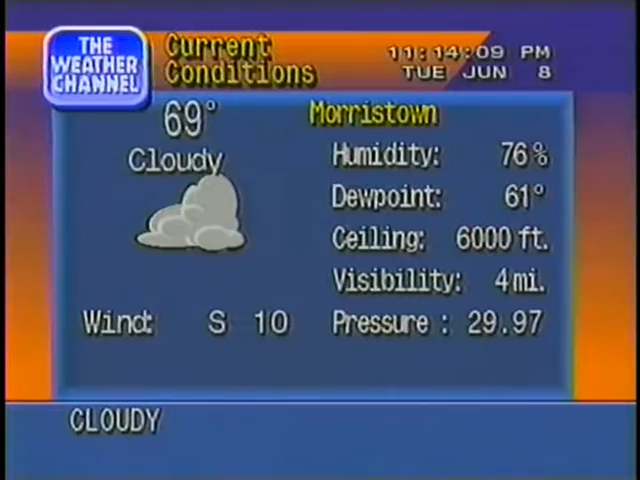 THE
WEATHER
CHANNEL
Current
Conditions
11:14:09 PM
TUE JUN 8
69°
Cloudy
Morristown
Humidity: 76%
Dewpoint: 61°
Ceiling: 6000 ft.
Visibility: 4 mi.
Wind: S 10
Pressure : 29.97
CLOUDY